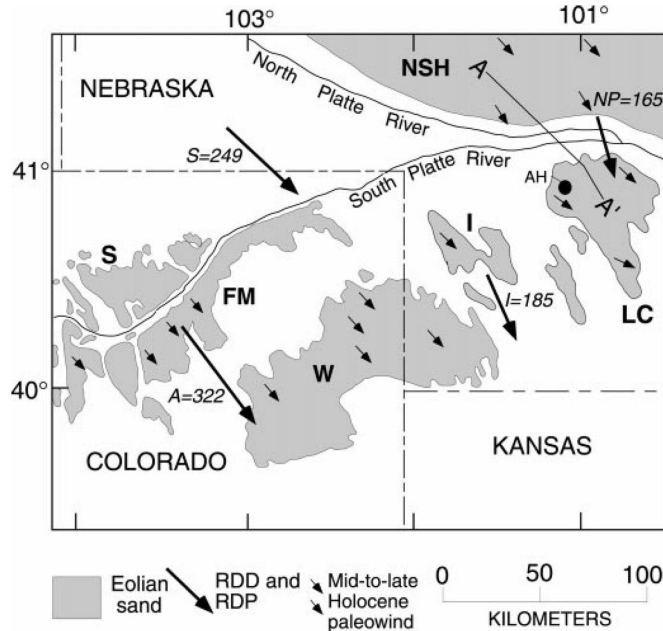 103°
101°
NEBRASKA
NSH
A
North Platte River
NP=165
S=249
41°
South Platte River
AH
A'
S
I
FM
I=185
LC
W
40°
A=322
COLORADO
KANSAS
Eolian
sand
RDD and
RDP
Mid-to-late
Holocene
paleowind
0 50 100
KILOMETERS